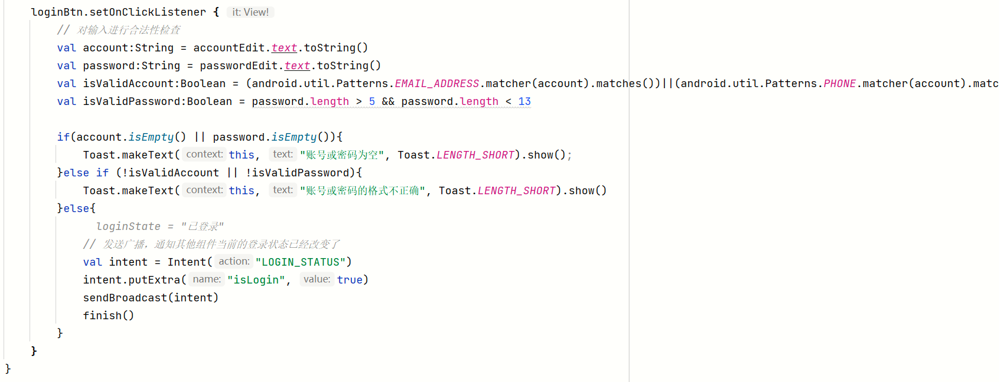 loginBtn.setOnClickListener { it: View!
// 对输入进行合法性检查
val account:String = accountEdit.text.toString()
val password:String = passwordEdit.text.toString()
val isValidAccount:Boolean = (android.util.Patterns.EMAIL_ADDRESS.matcher(account).matches())||(android.util.Patterns.PHONE.matcher(account).matc
val isValidPassword:Boolean = password.length > 5 && password.length < 13
if(account.isEmpty() || password.isEmpty()){
Toast.makeText( context: this, text: "账号或密码为空", Toast.LENGTH_SHORT).show();
}else if (!isValidAccount || !isValidPassword){
Toast.makeText( context: this, text: "账号或密码的格式不正确", Toast.LENGTH_SHORT).show()
}else{
loginState = "已登录"
// 发送广播，通知其他组件当前的登录状态已经改变了
val intent = Intent( action: "LOGIN_STATUS")
intent.putExtra( name: "isLogin", value: true)
sendBroadcast(intent)
finish()
}
}
}